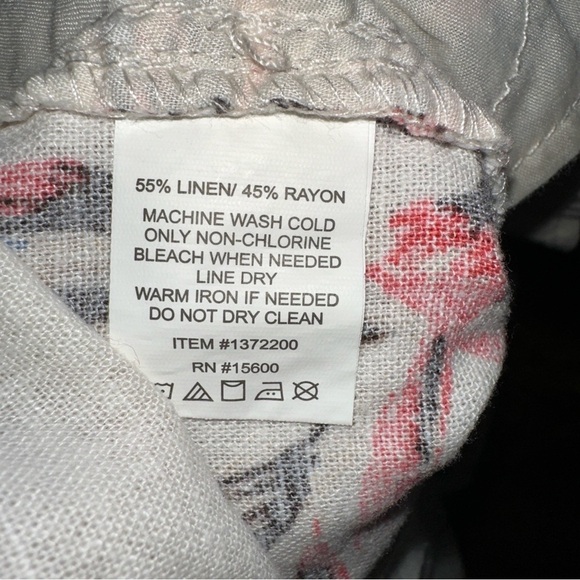 55% LINEN/ 45% RAYON
MACHINE WASH COLD
ONLY NON-CHLORINE
BLEACH WHEN NEEDED
LINE DRY
WARM IRON IF NEEDED
DO NOT DRY CLEAN
ITEM #1372200
RN #15600